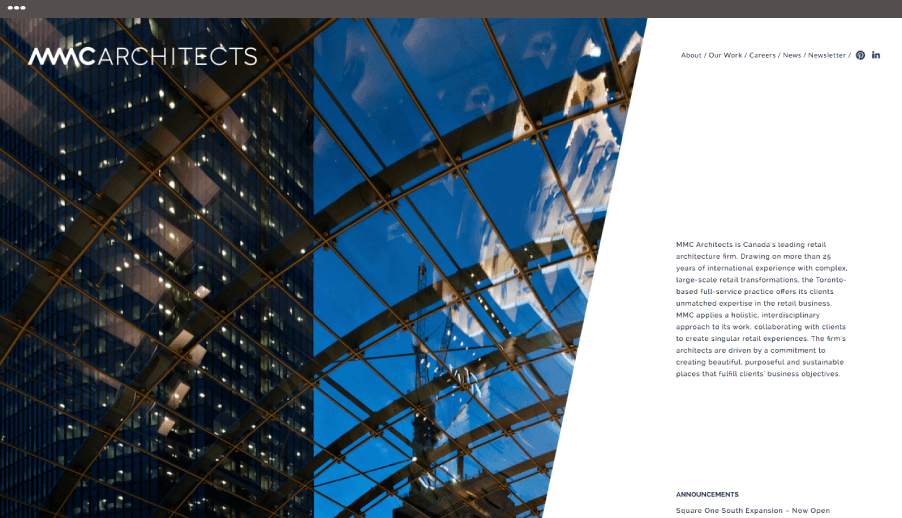 MMC ARCHITECTS
About / Our Work / Careers / News / Newsletter /
MMC Architects is Canada's leading retail
architecture firm. Drawing on more than 25
years of international experience with complex,
large-scale retail transformations, the Toronto-
based full-service practice offers its clients
unmatched expertise in the retail business.
MMC applies a holistic, interdisciplinary
approach to its work, collaborating with clients
to create singular retail experiences. The firm's
architects are driven by a commitment to
creating beautiful, purposeful and sustainable
places that fulfill clients' business objectives.
ANNOUNCEMENTS
Square One South Expansion – Now Open